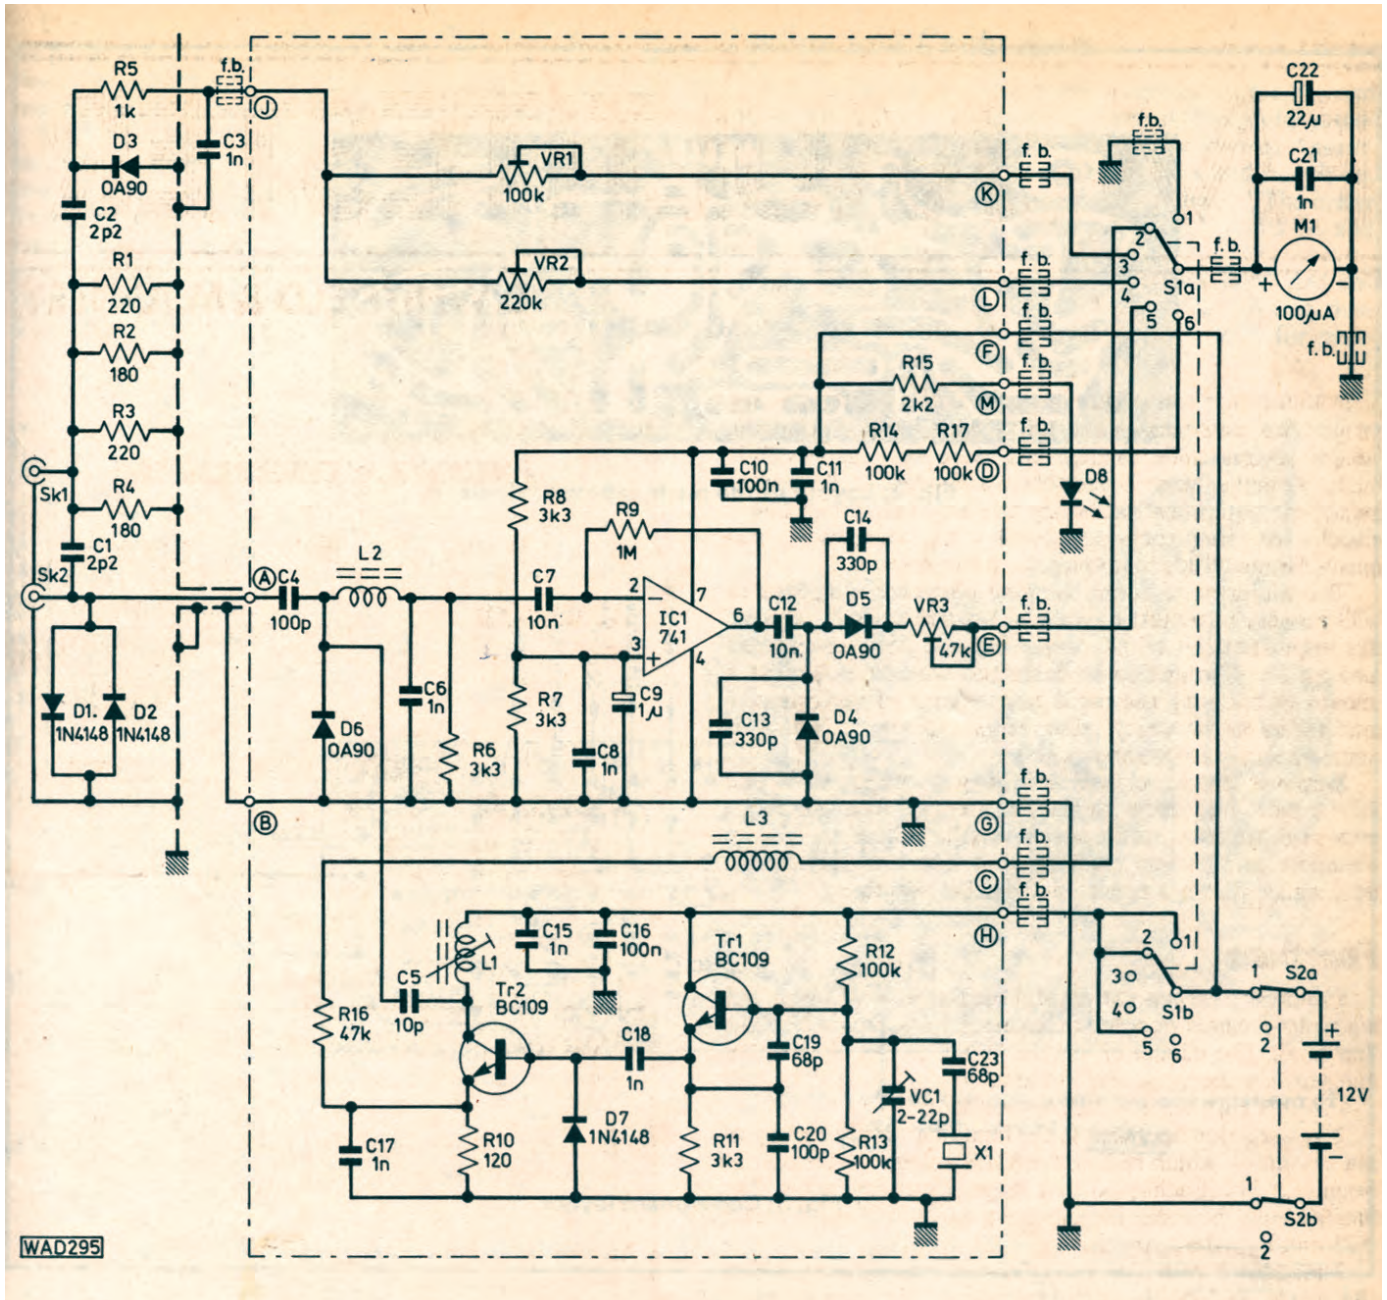 R5
1k
f.b.
J
C3
1n
D3
OA90
C2
2p2
R1
220
R2
180
R3
220
R4
180
Sk1
C1
2p2
Sk2
D1
1N4148
D2
1N4148
A
B
C4
100p
L2
D6
OA90
C6
1n
R6
3k3
VR1
100k
VR2
220k
R8
3k3
R7
3k3
C7
10n
R9
1M
2
−
3
+
7
4
6
IC1
741
C8
1n
C9
1µ
C10
100n
C11
1n
R15
2k2
R14
100k
R17
100k
C14
330p
C12
10n
D5
OA90
VR3
47k
C13
330p
D4
OA90
L3
f.b.
K
L
f.b.
F
f.b.
M
f.b.
D
f.b.
E
f.b.
G
f.b.
C
f.b.
H
D8
f.b.
1
2
3
4
5
6
S1a
f.b.
C22
22µ
C21
1n
M1
+
−
100µA
f.b.
R16
47k
C5
10p
L1
C15
1n
C16
100n
Tr2
BC109
Tr1
BC109
R12
100k
C18
1n
C19
68p
C23
68p
VC1
2-22p
X1
C17
1n
R10
120
D7
1N4148
R11
3k3
C20
100p
R13
100k
1
2
3
4
5
6
S1b
1
2
S2a
+
12V
−
1
2
S2b
WAD295